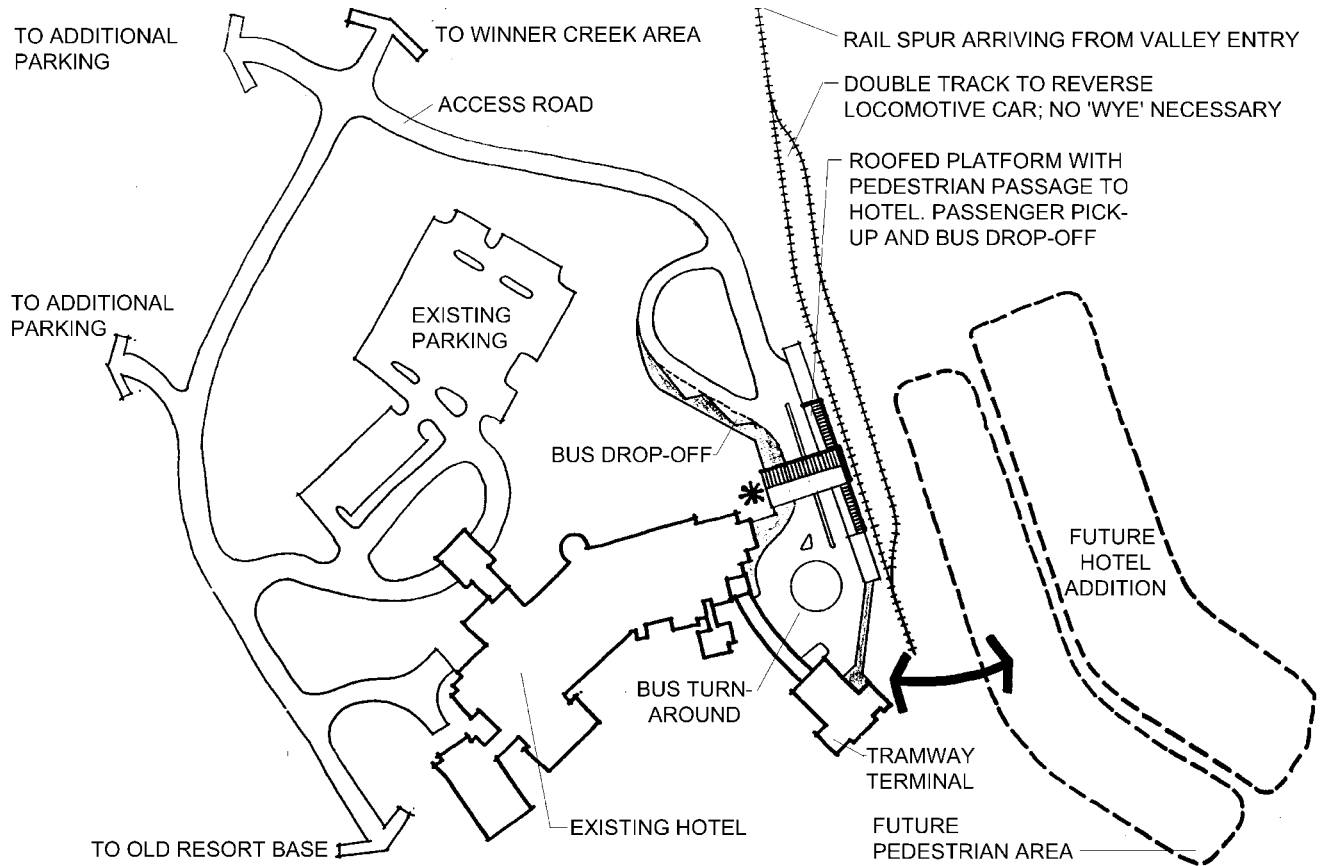 TO ADDITIONAL
PARKING
TO WINNER CREEK AREA
RAIL SPUR ARRIVING FROM VALLEY ENTRY
ACCESS ROAD
DOUBLE TRACK TO REVERSE
LOCOMOTIVE CAR; NO 'WYE' NECESSARY
ROOFED PLATFORM WITH
PEDESTRIAN PASSAGE TO
HOTEL. PASSENGER PICK-
UP AND BUS DROP-OFF
TO ADDITIONAL
PARKING
EXISTING
PARKING
BUS DROP-OFF
FUTURE
HOTEL
ADDITION
BUS TURN-
AROUND
TRAMWAY
TERMINAL
EXISTING HOTEL
TO OLD RESORT BASE
FUTURE
PEDESTRIAN AREA